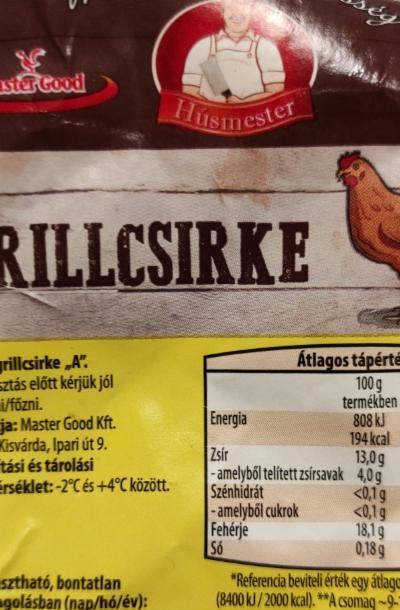 Good
Húsmester
RILLCSIRKE
grillcsirke „A”.
sztás előtt kérjük jól
i/főzni.
ja: Master Good Kft.
Kisvárda, Ipari út 9.
tási és tárolási
érséklet: -2°C és +4°C között.
Átlagos tápérté
100 g
termékben
Energia 808 kJ
194 kcal
Zsír 13,0 g
- amelyből telített zsírsavak 4,0 g
Szénhidrát <0,1 g
- amelyből cukrok <0,1 g
Fehérje 18,1 g
Só 0,18 g
*Referencia beviteli érték egy átlago
(8400 kJ / 2000 kcal). **A csomag ~9-
sztható, bontatlan
agolásban (nap/hó/év):